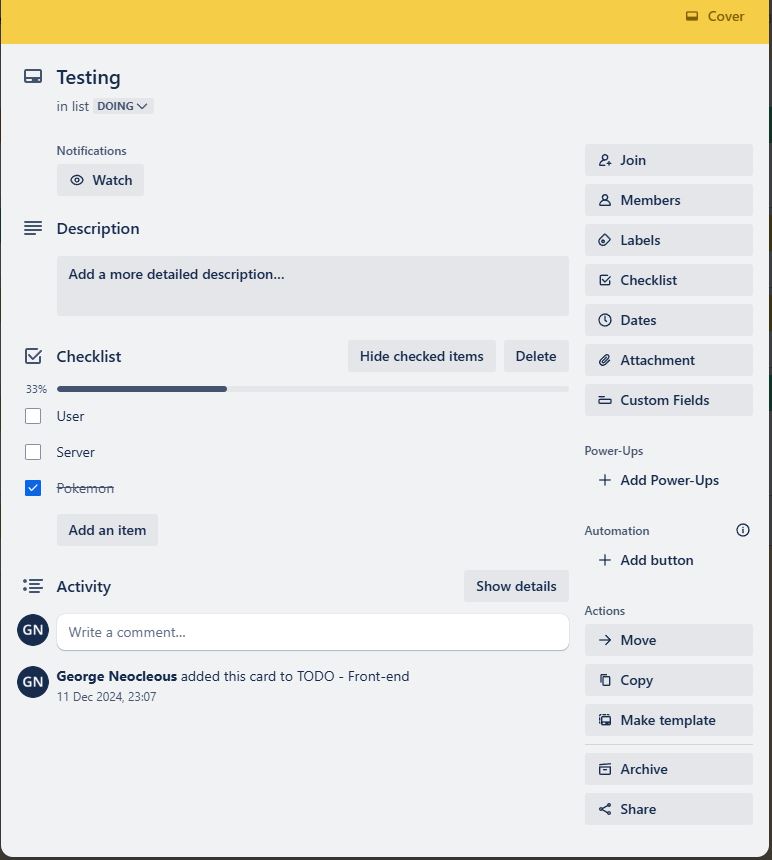 Cover
Testing
in list DOING
Notifications
Watch
Description
Add a more detailed description...
Checklist
Hide checked items
Delete
33%
User
Server
Pokemon
Add an item
Activity
Show details
GN
Write a comment...
GN
George Neocleous added this card to TODO - Front-end
11 Dec 2024, 23:07
Join
Members
Labels
Checklist
Dates
Attachment
Custom Fields
Power-Ups
Add Power-Ups
Automation
Add button
Actions
Move
Copy
Make template
Archive
Share